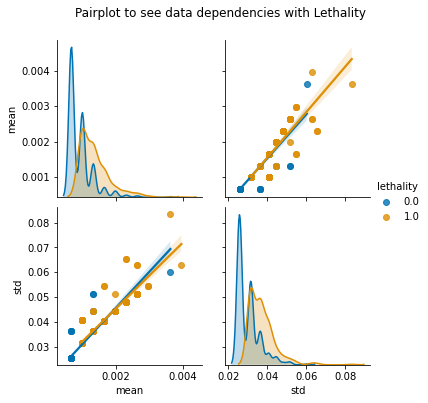 Pairplot to see data dependencies with Lethality
0.004
0.003
0.002
0.001
mean
lethality
0.0
1.0
0.08
0.07
0.06
0.05
0.04
0.03
std
0.002 0.004
mean
0.02 0.04 0.06 0.08
std